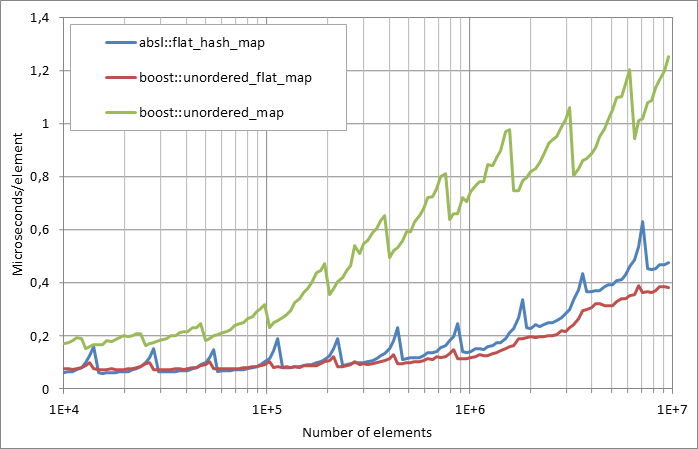 1,4
1,2
1
0,8
0,6
0,4
0,2
0
Microseconds/element
absl::flat_hash_map
boost::unordered_flat_map
boost::unordered_map
1E+4
1E+5
1E+6
1E+7
Number of elements